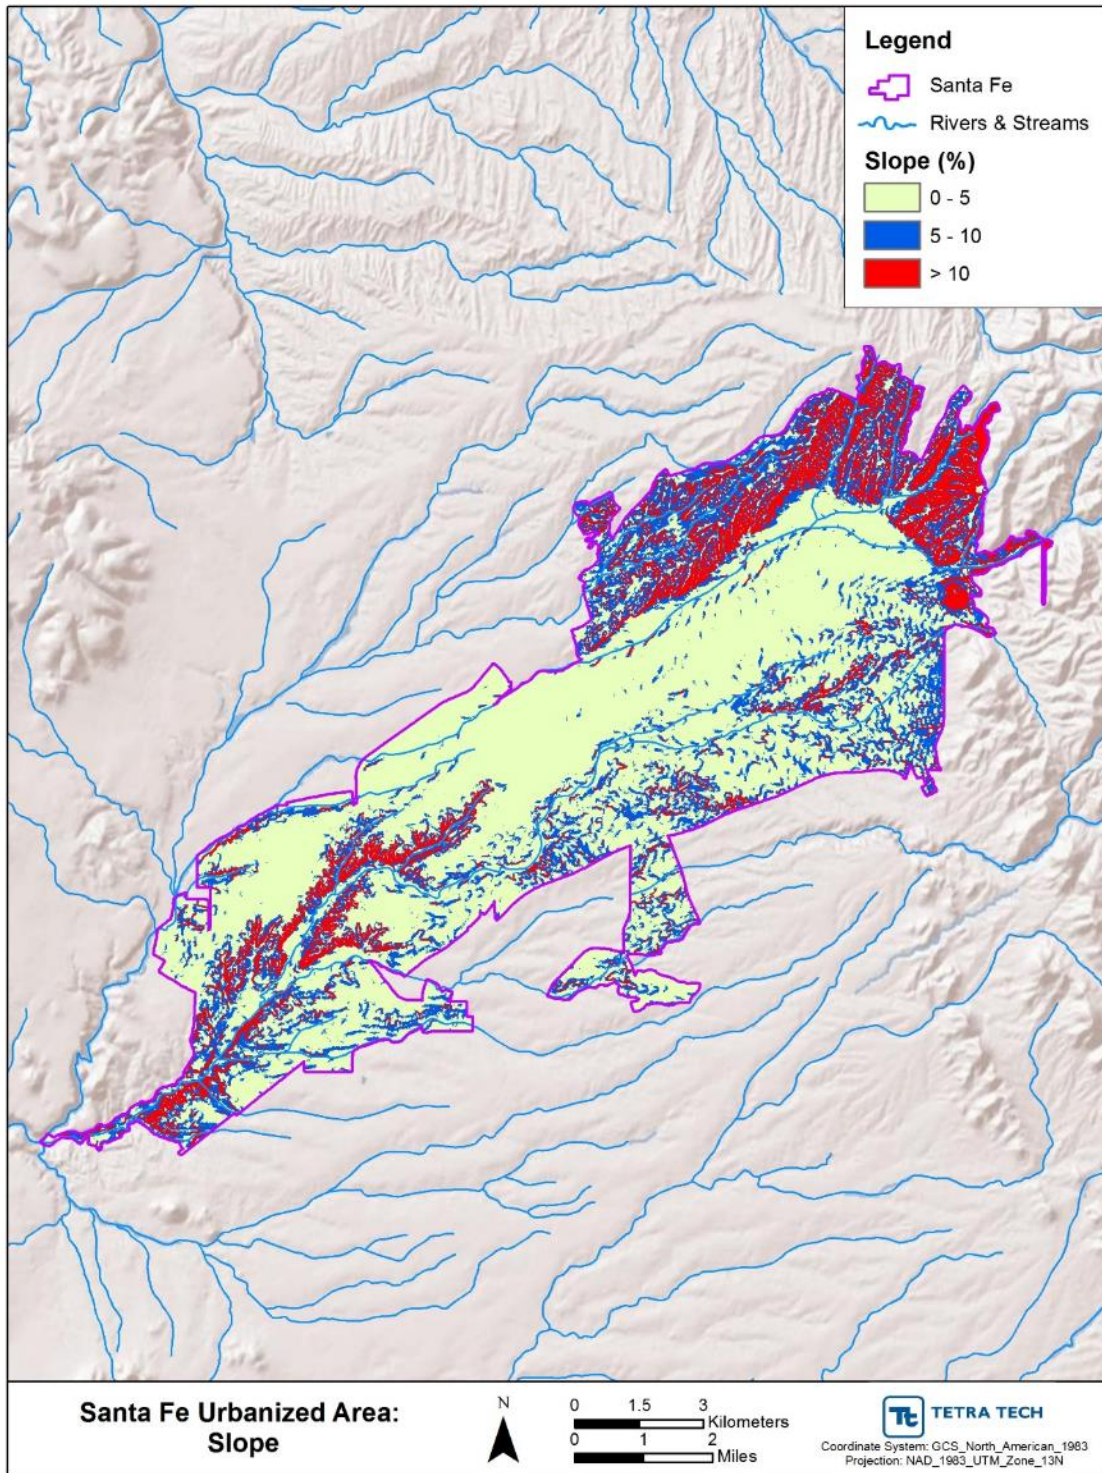 Legend
Santa Fe
Rivers & Streams
Slope (%)
0 - 5
5 - 10
> 10
Santa Fe Urbanized Area:
Slope
N
0 1.5 3
Kilometers
0 1 2
Miles
Tt TETRA TECH
Coordinate System: GCS_North_American_1983
Projection: NAD_1983_UTM_Zone_13N